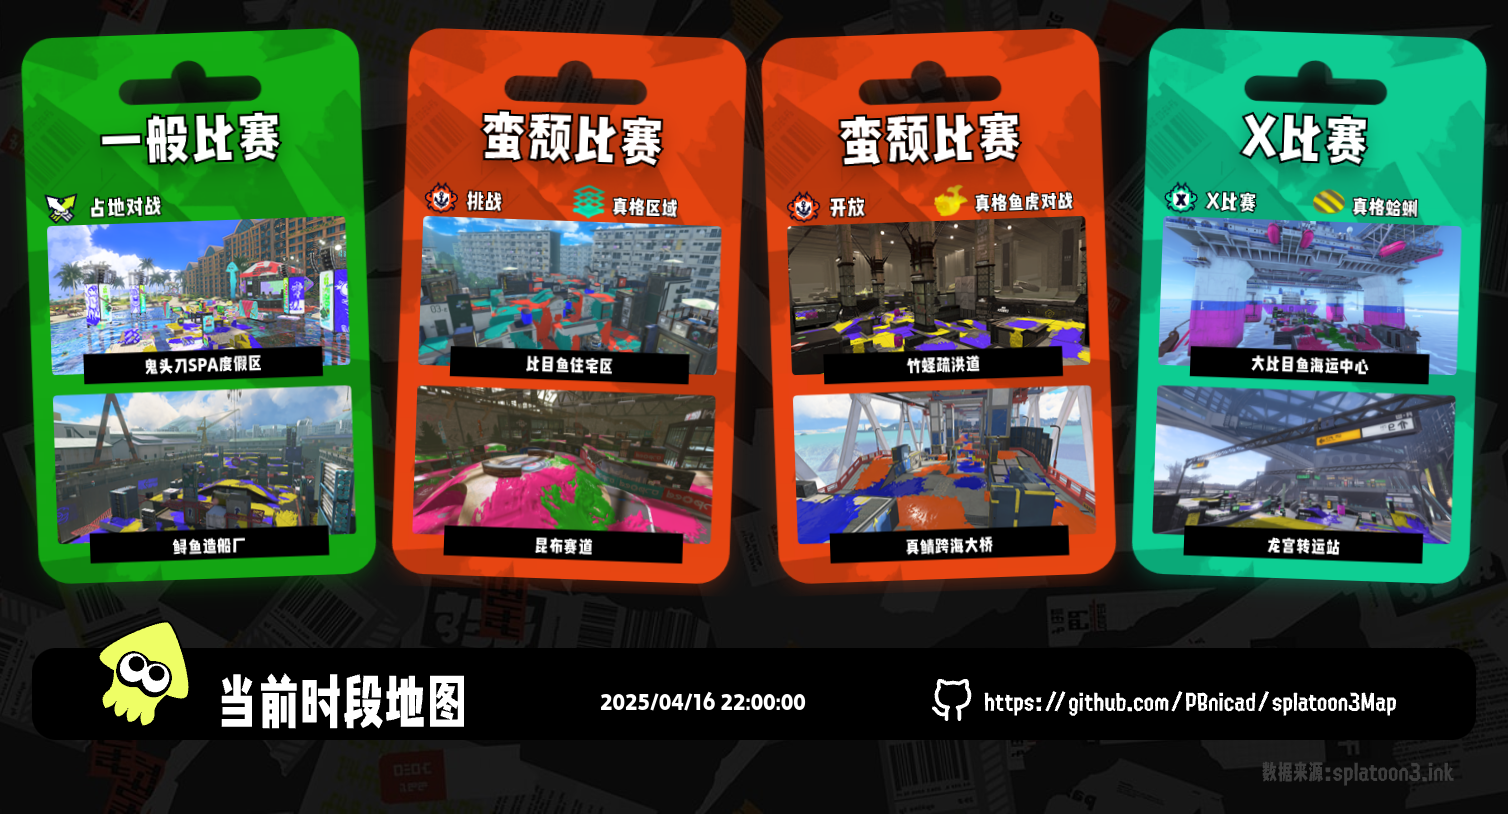 一般比赛
占地对战
鬼头刀SPA度假区
鲟鱼造船厂
蛮颓比赛
挑战
真格区域
比目鱼住宅区
昆布赛道
蛮颓比赛
开放
真格鱼虎对战
竹蛏疏洪道
真鲭跨海大桥
X比赛
X比赛
真格蛤蜊
大比目鱼海运中心
龙宫转运站
当前时段地图
2025/04/16 22:00:00
https://github.com/PBnicad/splatoon3Map
数据来源:splatoon3.ink